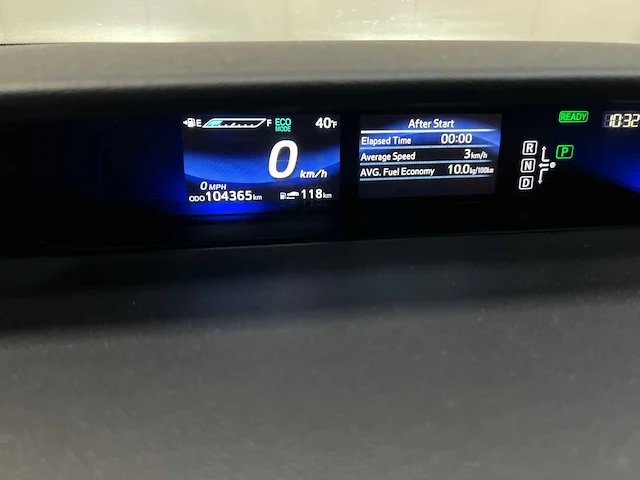 E F ECO MODE 40°F
0 km/h
0 MPH
ODO 104365 km 118 km
After Start
Elapsed Time 00:00
Average Speed 3 km/h
AVG. Fuel Economy 10.0 kg/100km
READY
10:32
R
N
D
P